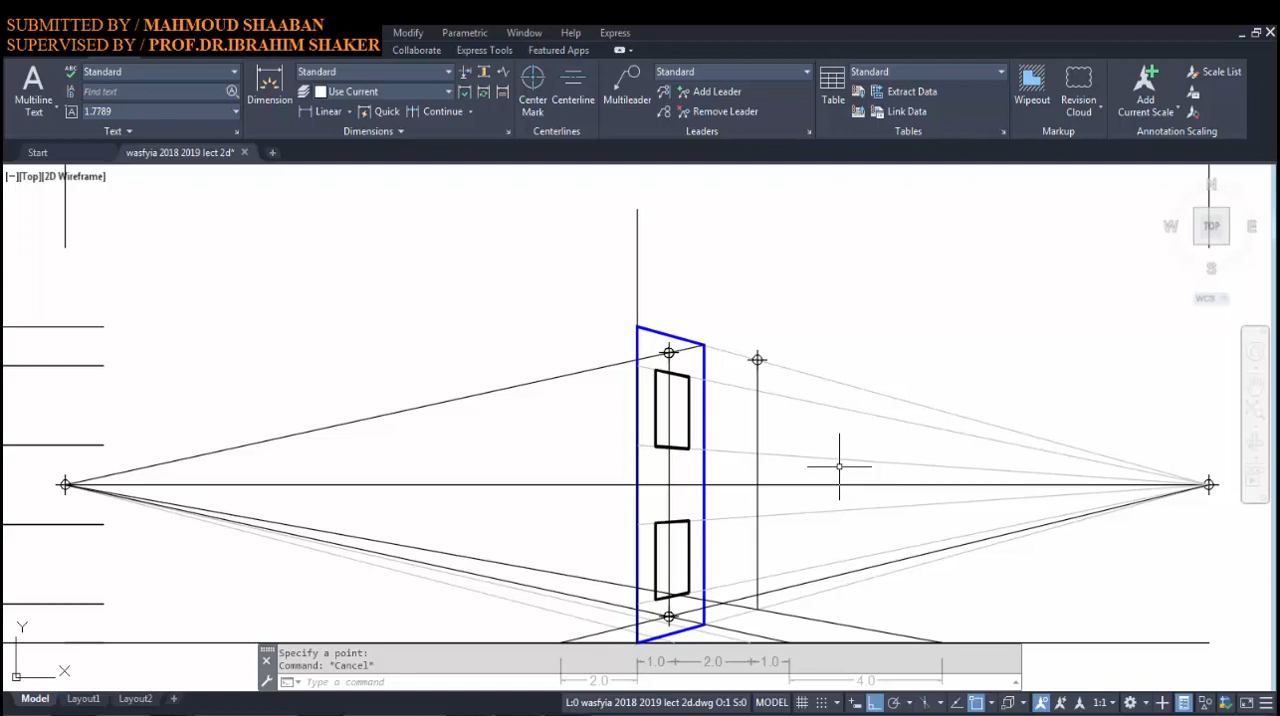 SUBMITTED BY / MAHMOUD SHAABAN
SUPERVISED BY / PROF.DR.IBRAHIM SHAKER
Modify Parametric Window Help Express
Collaborate Express Tools Featured Apps
Multiline Text
ABC Standard
Find text
A 1.7789
Text
Dimension
Standard
Use Current
Linear Quick Continue
Dimensions
Center Mark
Centerline
Centerlines
Multileader
Standard
Add Leader
Remove Leader
Leaders
Table
Standard
Extract Data
Link Data
Tables
Wipeout
Revision Cloud
Markup
Add Current Scale
Scale List
Annotation Scaling
Start wasfyia 2018 2019 lect 2d*
[−][Top][2D Wireframe]
N
W TOP E
S
WCS
Y
X
Specify a point:
Command: *Cancel*
Type a command
1.0 2.0 1.0
2.0 4.0
Model Layout1 Layout2 +
L:0 wasfyia 2018 2019 lect 2d.dwg O:1 S:0 MODEL 1:1